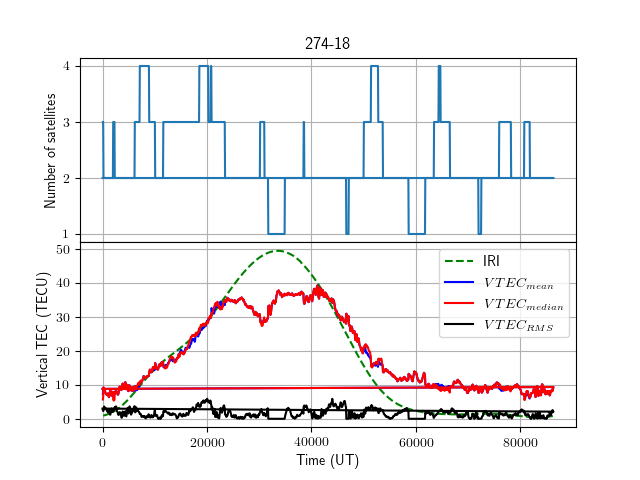 274-18
4
3
2
1
Number of satellites
50
40
30
20
10
0
Vertical TEC (TECU)
IRI
VTEC_mean
VTEC_median
VTEC_RMS
0 20000 40000 60000 80000
Time (UT)